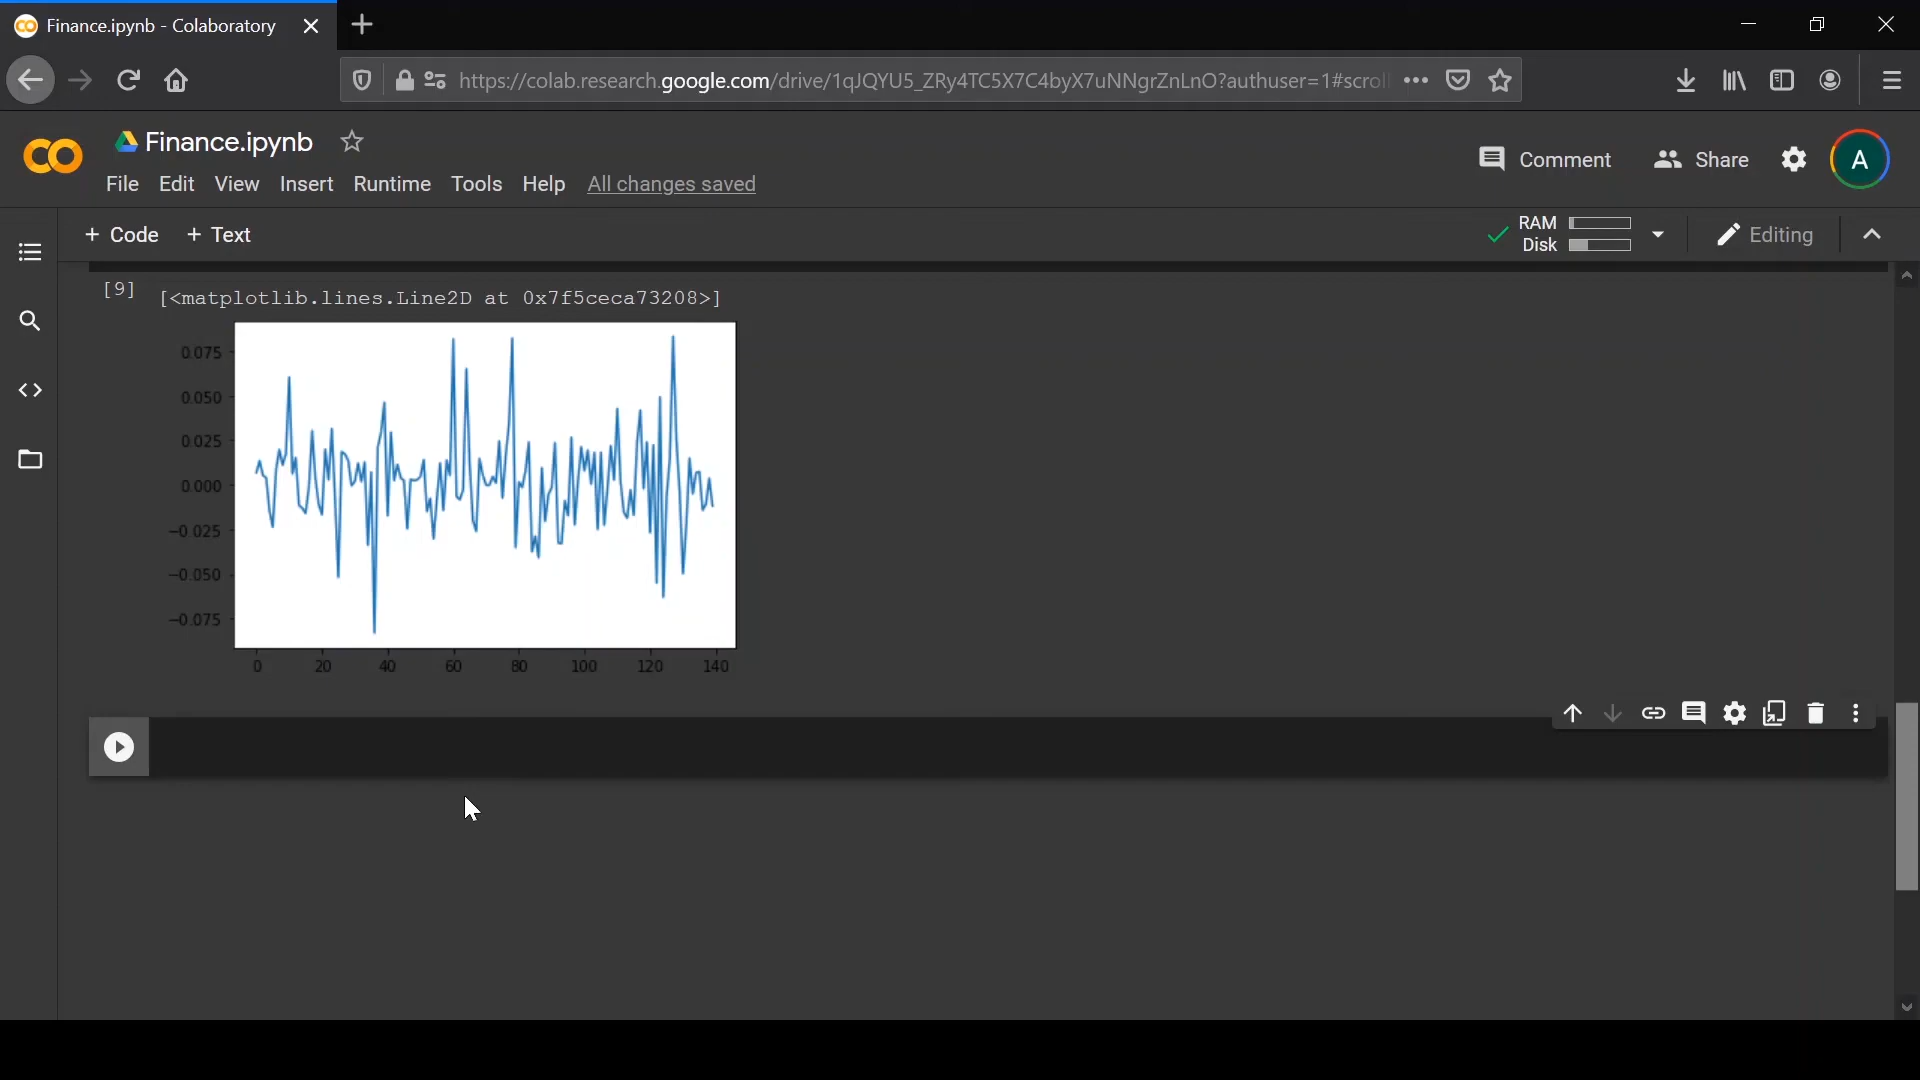 Finance.ipynb - Colaboratory
https://colab.research.google.com/drive/1qJQYU5_ZRy4TC5X7C4byX7uNNgrZnLnO?authuser=1#scrol
Finance.ipynb
Comment Share A
File Edit View Insert Runtime Tools Help All changes saved
+ Code + Text
RAM
Disk
Editing
[9] [<matplotlib.lines.Line2D at 0x7f5ceca73208>]
0.075
0.050
0.025
0.000
−0.025
−0.050
−0.075
0 20 40 60 80 100 120 140